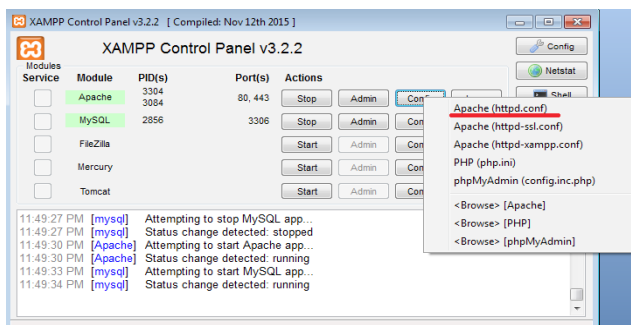 XAMPP Control Panel v3.2.2 [ Compiled: Nov 12th 2015 ]
XAMPP Control Panel v3.2.2
Config
Modules
Service Module PID(s) Port(s) Actions
Netstat
Apache 3304 3084 80, 443 Stop Admin
Shell
MySQL 2856 3306 Stop Admin
FileZilla Start Admin
Mercury Start Admin
Tomcat Start Admin
Apache (httpd.conf)
Apache (httpd-ssl.conf)
Apache (httpd-xampp.conf)
PHP (php.ini)
phpMyAdmin (config.inc.php)
<Browse> [Apache]
<Browse> [PHP]
<Browse> [phpMyAdmin]
11:49:27 PM [mysql] Attempting to stop MySQL app...
11:49:27 PM [mysql] Status change detected: stopped
11:49:30 PM [Apache] Attempting to start Apache app...
11:49:30 PM [Apache] Status change detected: running
11:49:33 PM [mysql] Attempting to start MySQL app...
11:49:34 PM [mysql] Status change detected: running